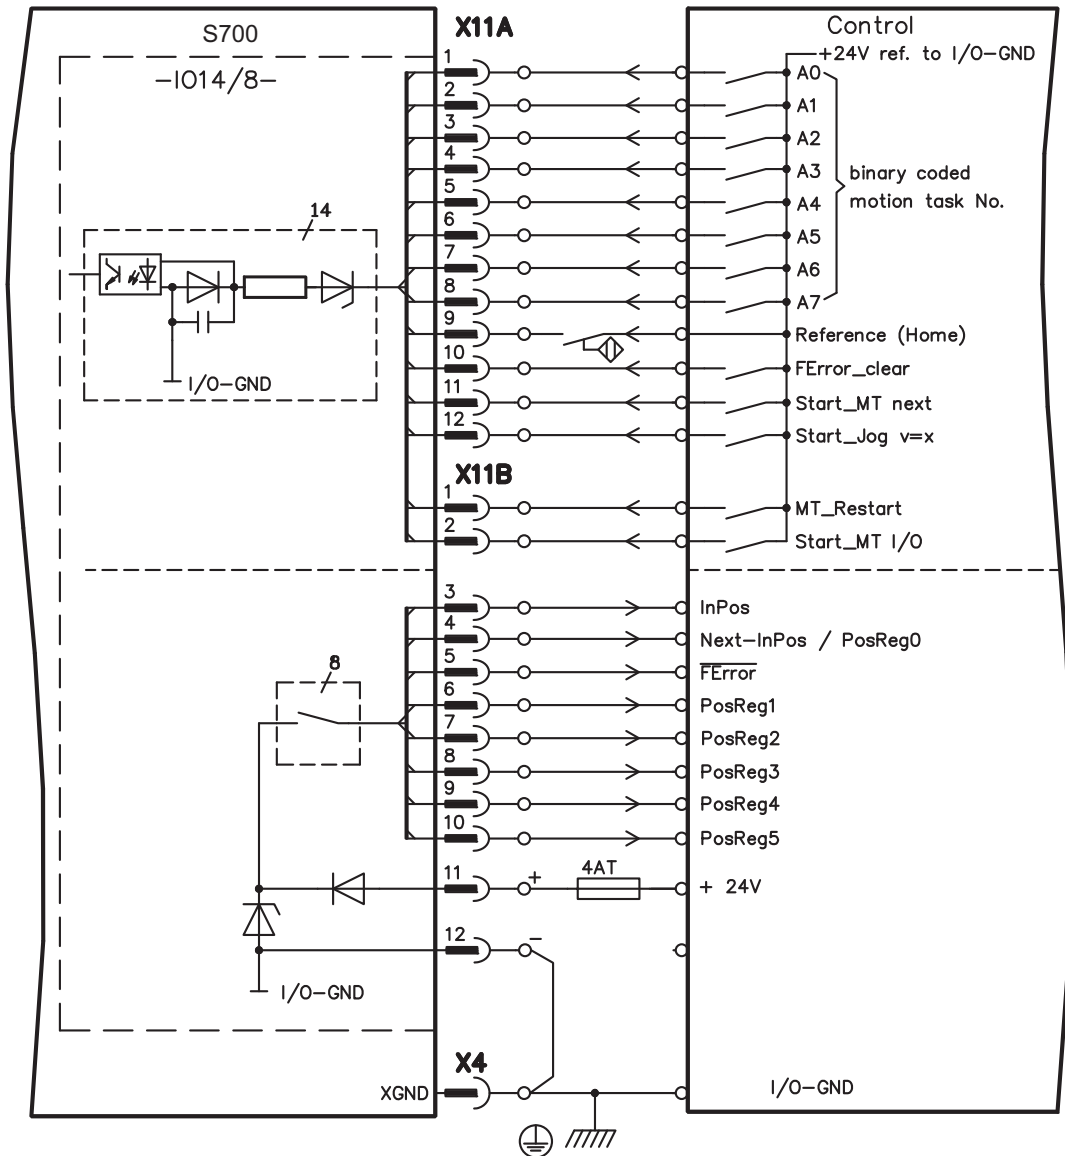 S700
X11A
Control
-IO14/8-
+24V ref. to I/O-GND
1
A0
2
A1
3
A2
4
A3
binary coded
motion task No.
5
A4
6
A5
14
7
A6
8
A7
9
Reference (Home)
10
FError_clear
I/O-GND
11
Start_MT next
12
Start_Jog v=x
X11B
1
MT_Restart
2
Start_MT I/O
3
InPos
4
Next-InPos / PosReg0
5
FError
8
6
PosReg1
7
PosReg2
8
PosReg3
9
PosReg4
10
PosReg5
11
+
4AT
+ 24V
12
-
I/O-GND
X4
XGND
I/O-GND